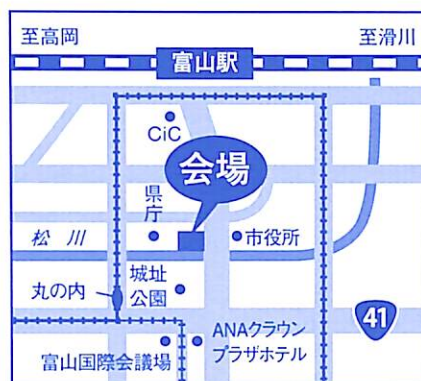 至高岡
至滑川
富山駅
CiC
会場
県庁
松川
市役所
丸の内
城址
公園
41
ANAクラウン
プラザホテル
富山国際会議場